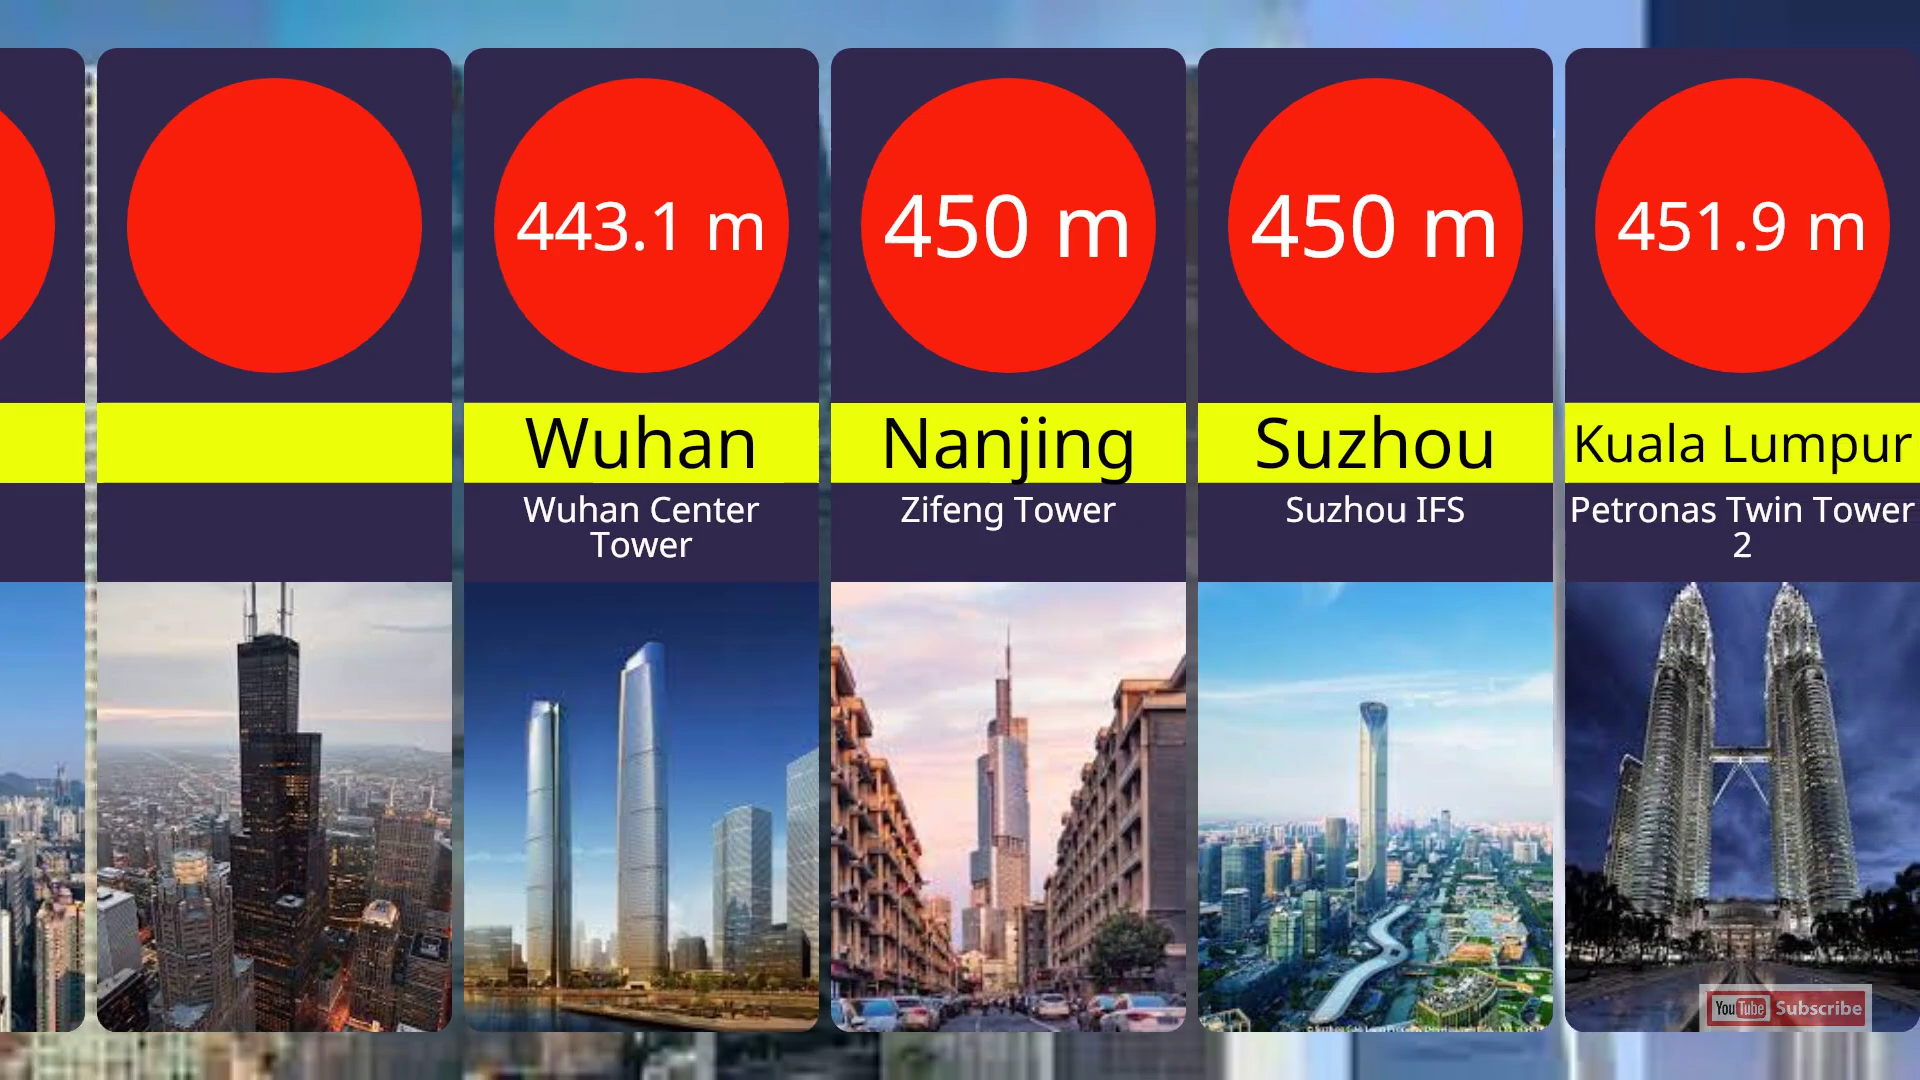 443.1 m
450 m
450 m
451.9 m
Wuhan
Nanjing
Suzhou
Kuala Lumpur
Wuhan Center
Tower
Zifeng Tower
Suzhou IFS
Petronas Twin Tower
2
YouTube Subscribe